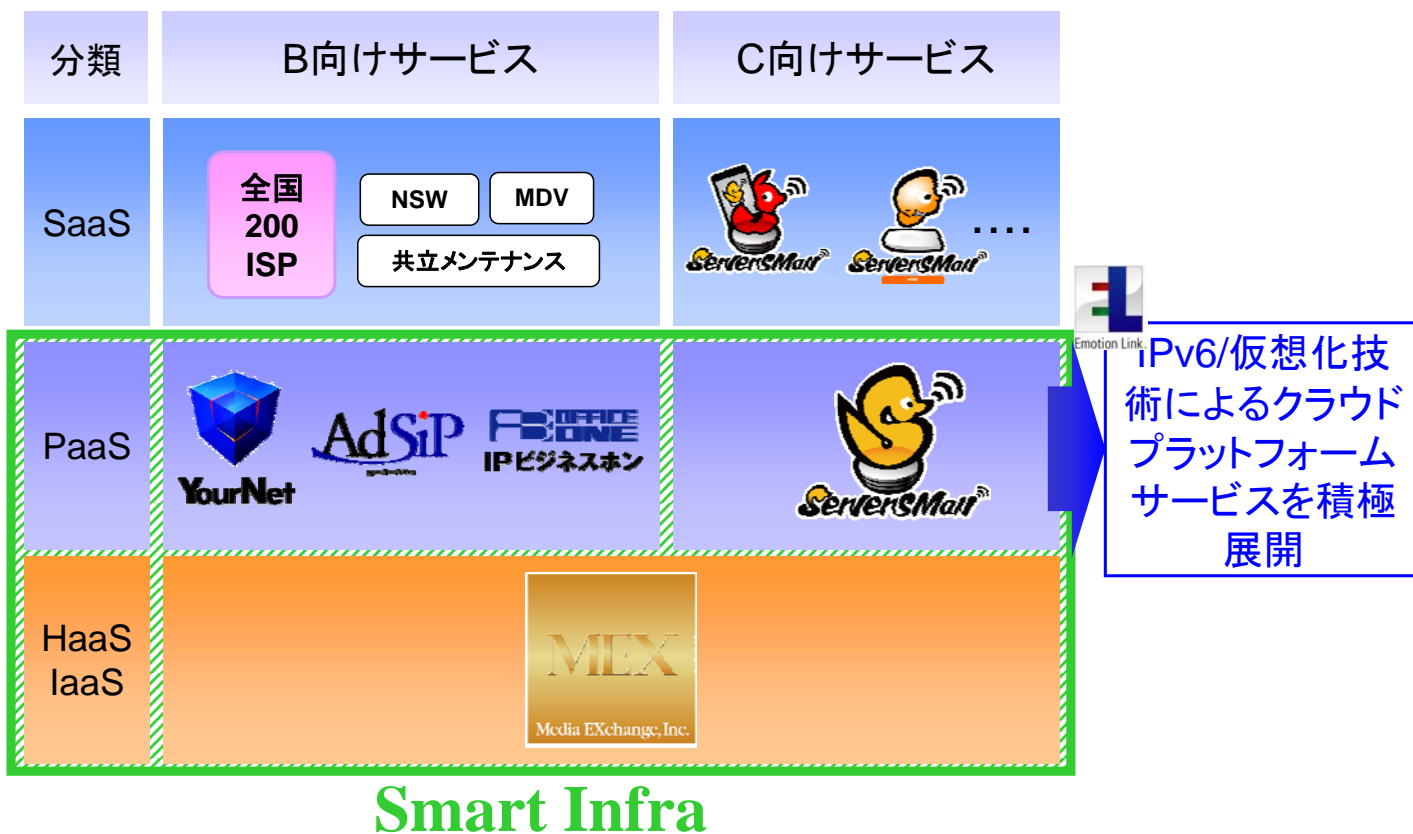 分類
B向けサービス
C向けサービス
SaaS
全国
200
ISP
NSW
MDV
共立メンテナンス
ServersMan
ServersMan
....
PaaS
YourNet
AdSiP
FB OFFICE
ONE
IPビジネスホン
ServersMan
Emotion Link.
IPv6/仮想化技
術によるクラウド
プラットフォーム
サービスを積極
展開
HaaS
IaaS
MEX
Media EXchange, Inc.
Smart Infra